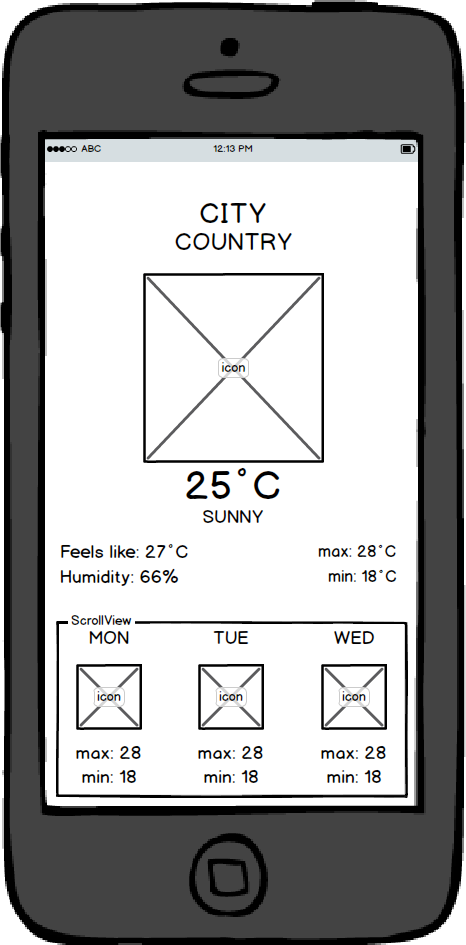 ABC 12:13 PM
CITY
COUNTRY
icon
25°C
SUNNY
Feels like: 27°C max: 28°C
Humidity: 66% min: 18°C
ScrollView
MON TUE WED
icon icon icon
max: 28 max: 28 max: 28
min: 18 min: 18 min: 18